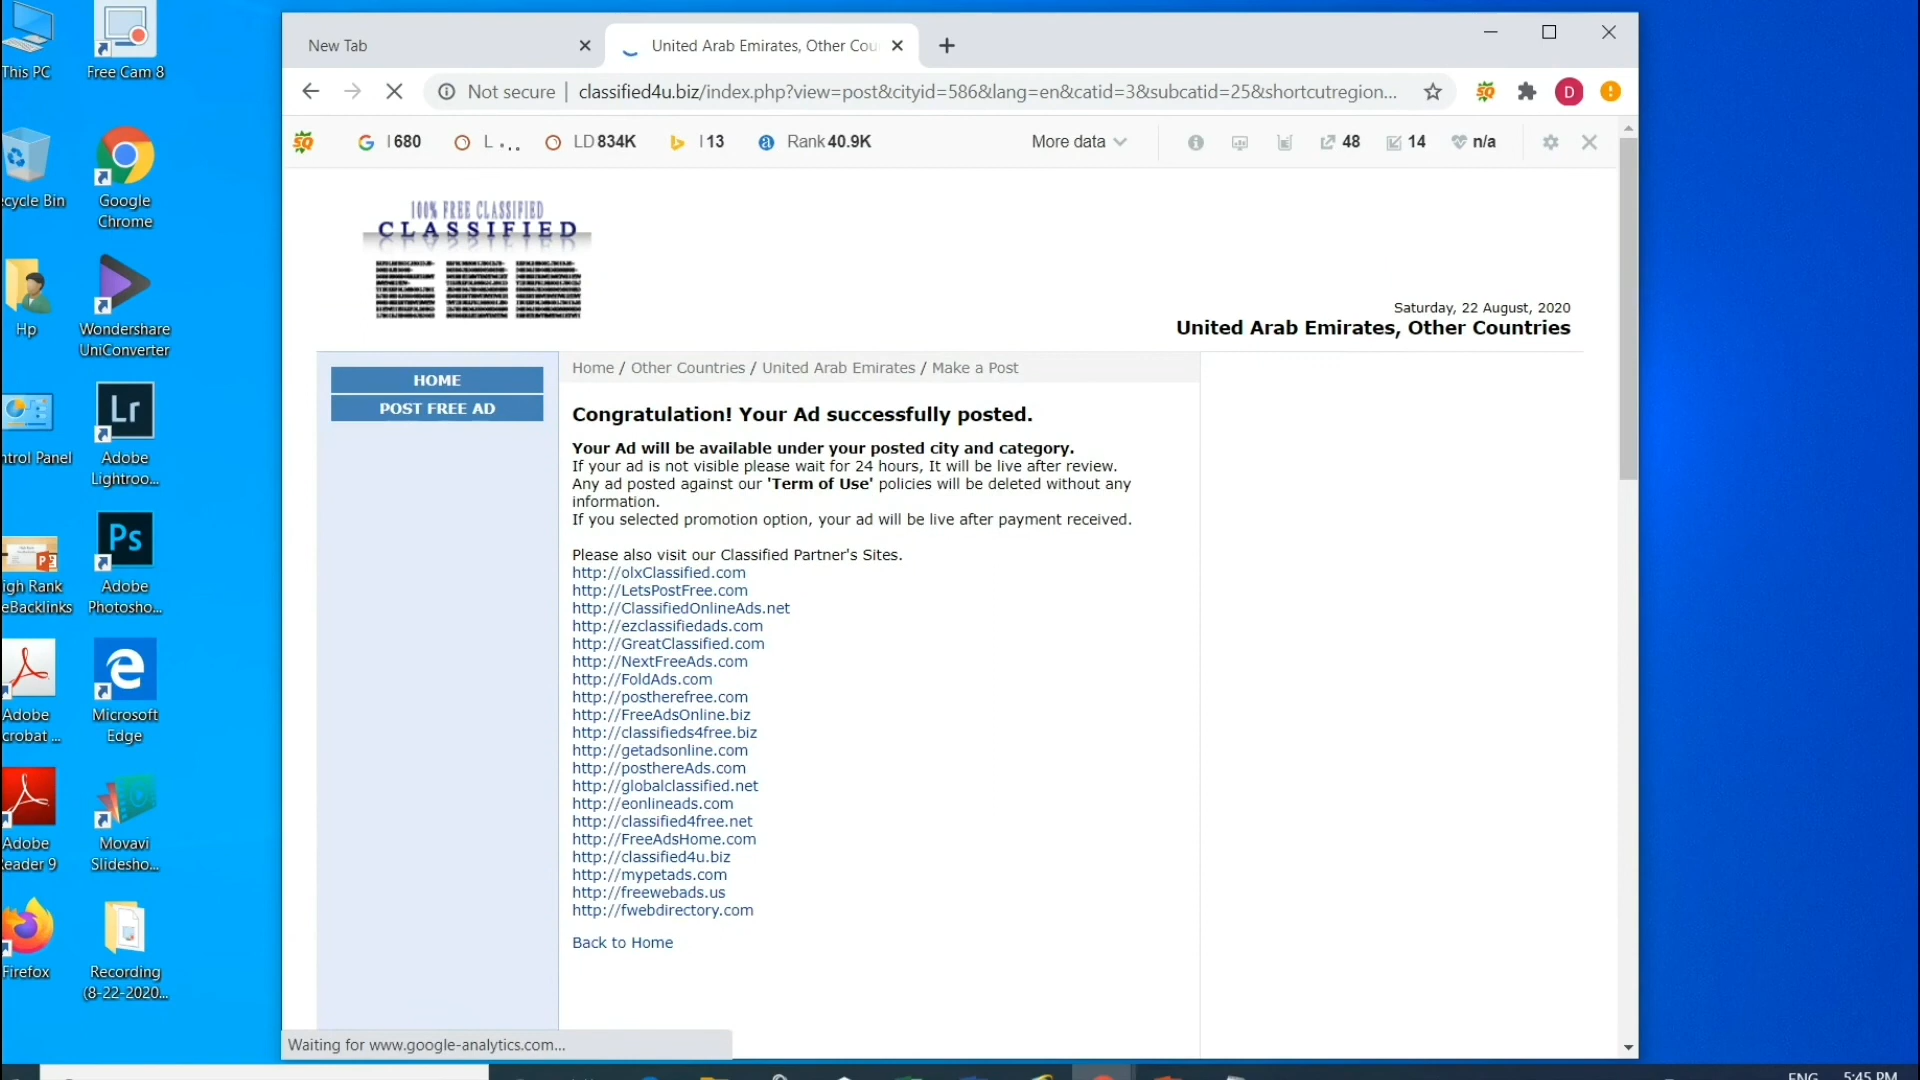 This PC
Free Cam 8
ecycle Bin
Google
Chrome
Hp
Wondershare
UniConverter
ntrol Panel
Lr
Adobe
Lightroo...
igh Rank
eBacklinks
Ps
Adobe
Photosho...
Adobe
crobat ...
Microsoft
Edge
Adobe
eader 9
Movavi
Slidesho...
Firefox
Recording
(8-22-2020...
New Tab
United Arab Emirates, Other Cou
Not secure | classified4u.biz/index.php?view=post&cityid=586&lang=en&catid=3&subcatid=25&shortcutregion...
D
SQ I 680 L ... LD 834K I 13 Rank 40.9K More data 48 14 n/a
100% FREE CLASSIFIED
CLASSIFIED
Saturday, 22 August, 2020
United Arab Emirates, Other Countries
HOME
POST FREE AD
Home / Other Countries / United Arab Emirates / Make a Post
Congratulation! Your Ad successfully posted.
Your Ad will be available under your posted city and category.
If your ad is not visible please wait for 24 hours, It will be live after review.
Any ad posted against our 'Term of Use' policies will be deleted without any
information.
If you selected promotion option, your ad will be live after payment received.
Please also visit our Classified Partner's Sites.
http://olxClassified.com
http://LetsPostFree.com
http://ClassifiedOnlineAds.net
http://ezclassifiedads.com
http://GreatClassified.com
http://NextFreeAds.com
http://FoldAds.com
http://postherefree.com
http://FreeAdsOnline.biz
http://classifieds4free.biz
http://getadsonline.com
http://posthereAds.com
http://globalclassified.net
http://eonlineads.com
http://classified4free.net
http://FreeAdsHome.com
http://classified4u.biz
http://mypetads.com
http://freewebads.us
http://fwebdirectory.com
Back to Home
Waiting for www.google-analytics.com...
ENG 5:45 PM